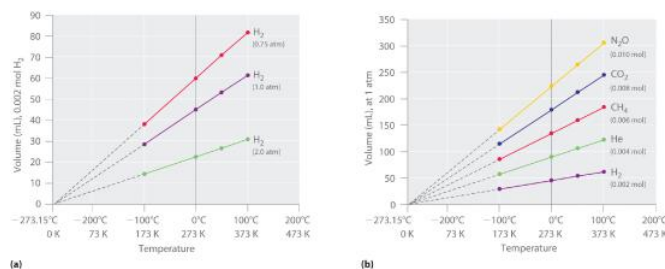 90
80
70
60
50
40
30
20
10
0
Volume (mL), 0.002 mol H₂
H₂
(0.75 atm)
H₂
(1.0 atm)
H₂
(2.0 atm)
−273.15°C −200°C −100°C 0°C 100°C 200°C
0 K 73 K 173 K 273 K 373 K 473 K
Temperature
(a)
350
300
250
200
150
100
50
0
Volume (mL), at 1 atm
N₂O
(0.010 mol)
CO₂
(0.008 mol)
CH₄
(0.006 mol)
He
(0.004 mol)
H₂
(0.002 mol)
−273.15°C −200°C −100°C 0°C 100°C 200°C
0 K 73 K 173 K 273 K 373 K 473 K
Temperature
(b)